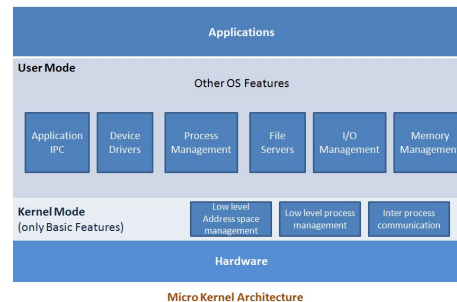 Applications
User Mode
Other OS Features
Application
IPC
Device
Drivers
Process
Management
File
Servers
I/O
Management
Memory
Management
Kernel Mode
(only Basic Features)
Low level
Address space
management
Low level process
management
Inter process
communication
Hardware
Micro Kernel Architecture